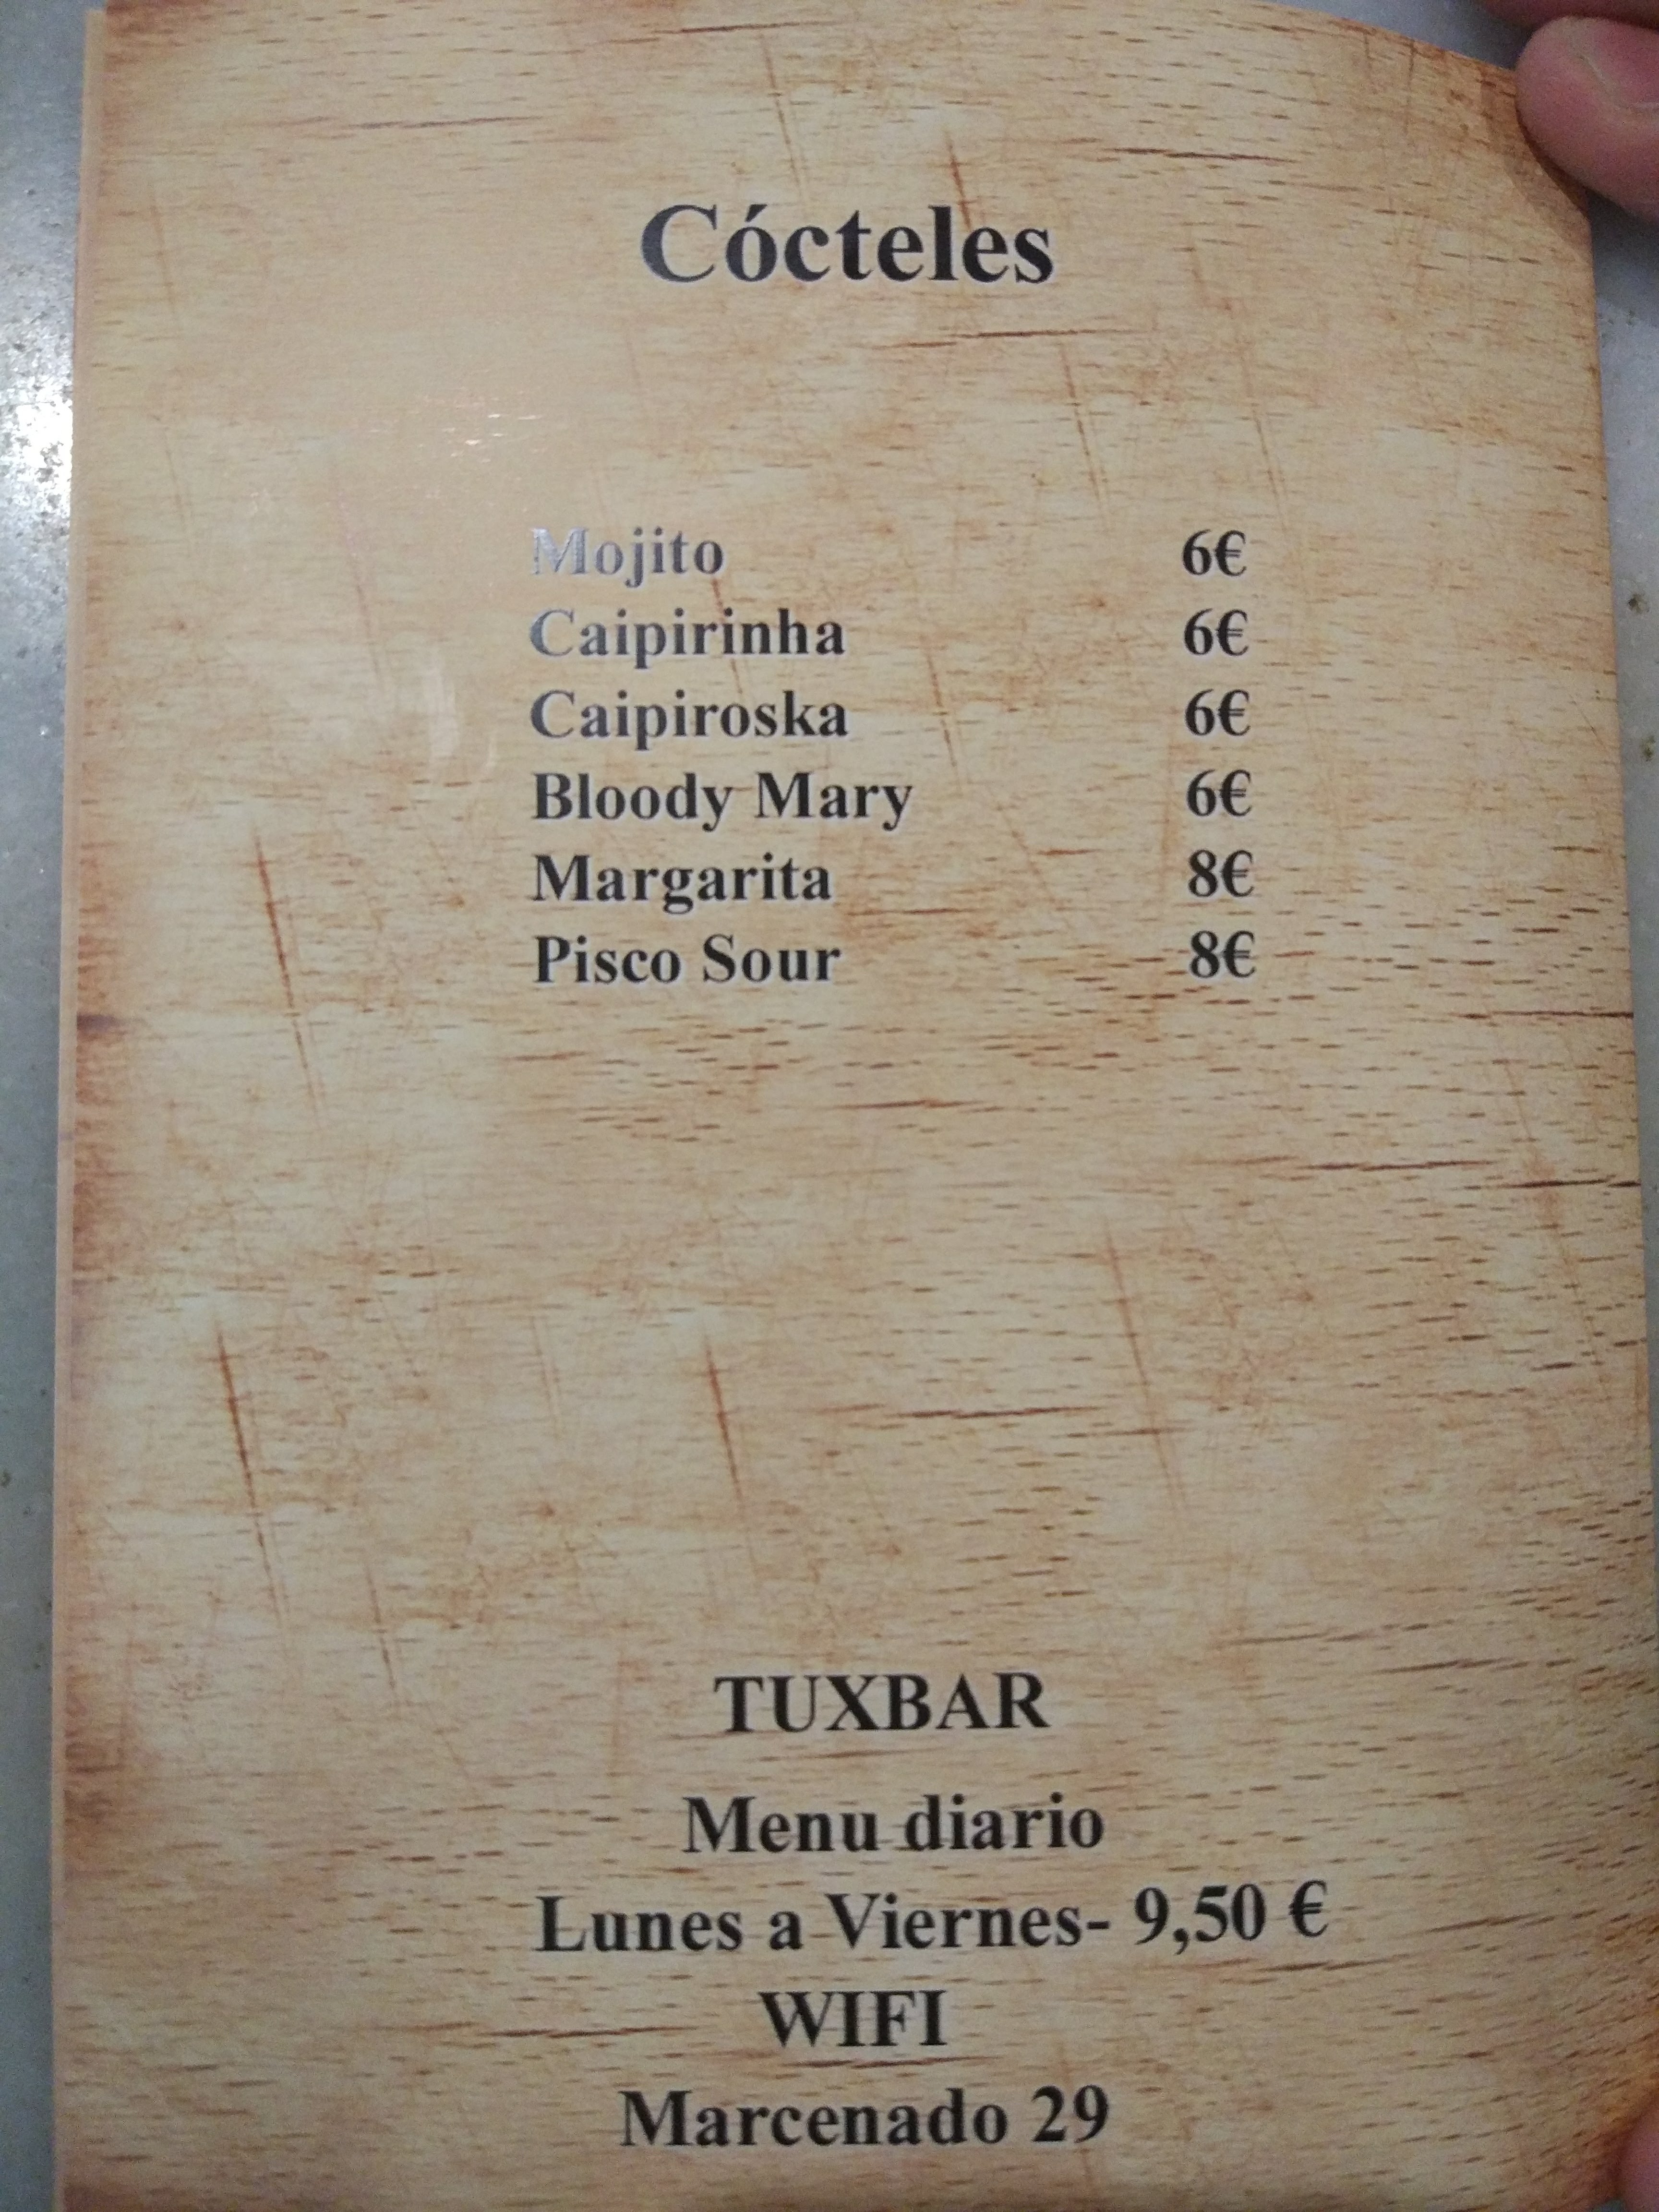 Cócteles
Mojito 6€
Caipirinha 6€
Caipiroska 6€
Bloody Mary 6€
Margarita 8€
Pisco Sour 8€
TUXBAR
Menu diario
Lunes a Viernes- 9,50 €
WIFI
Marcenado 29